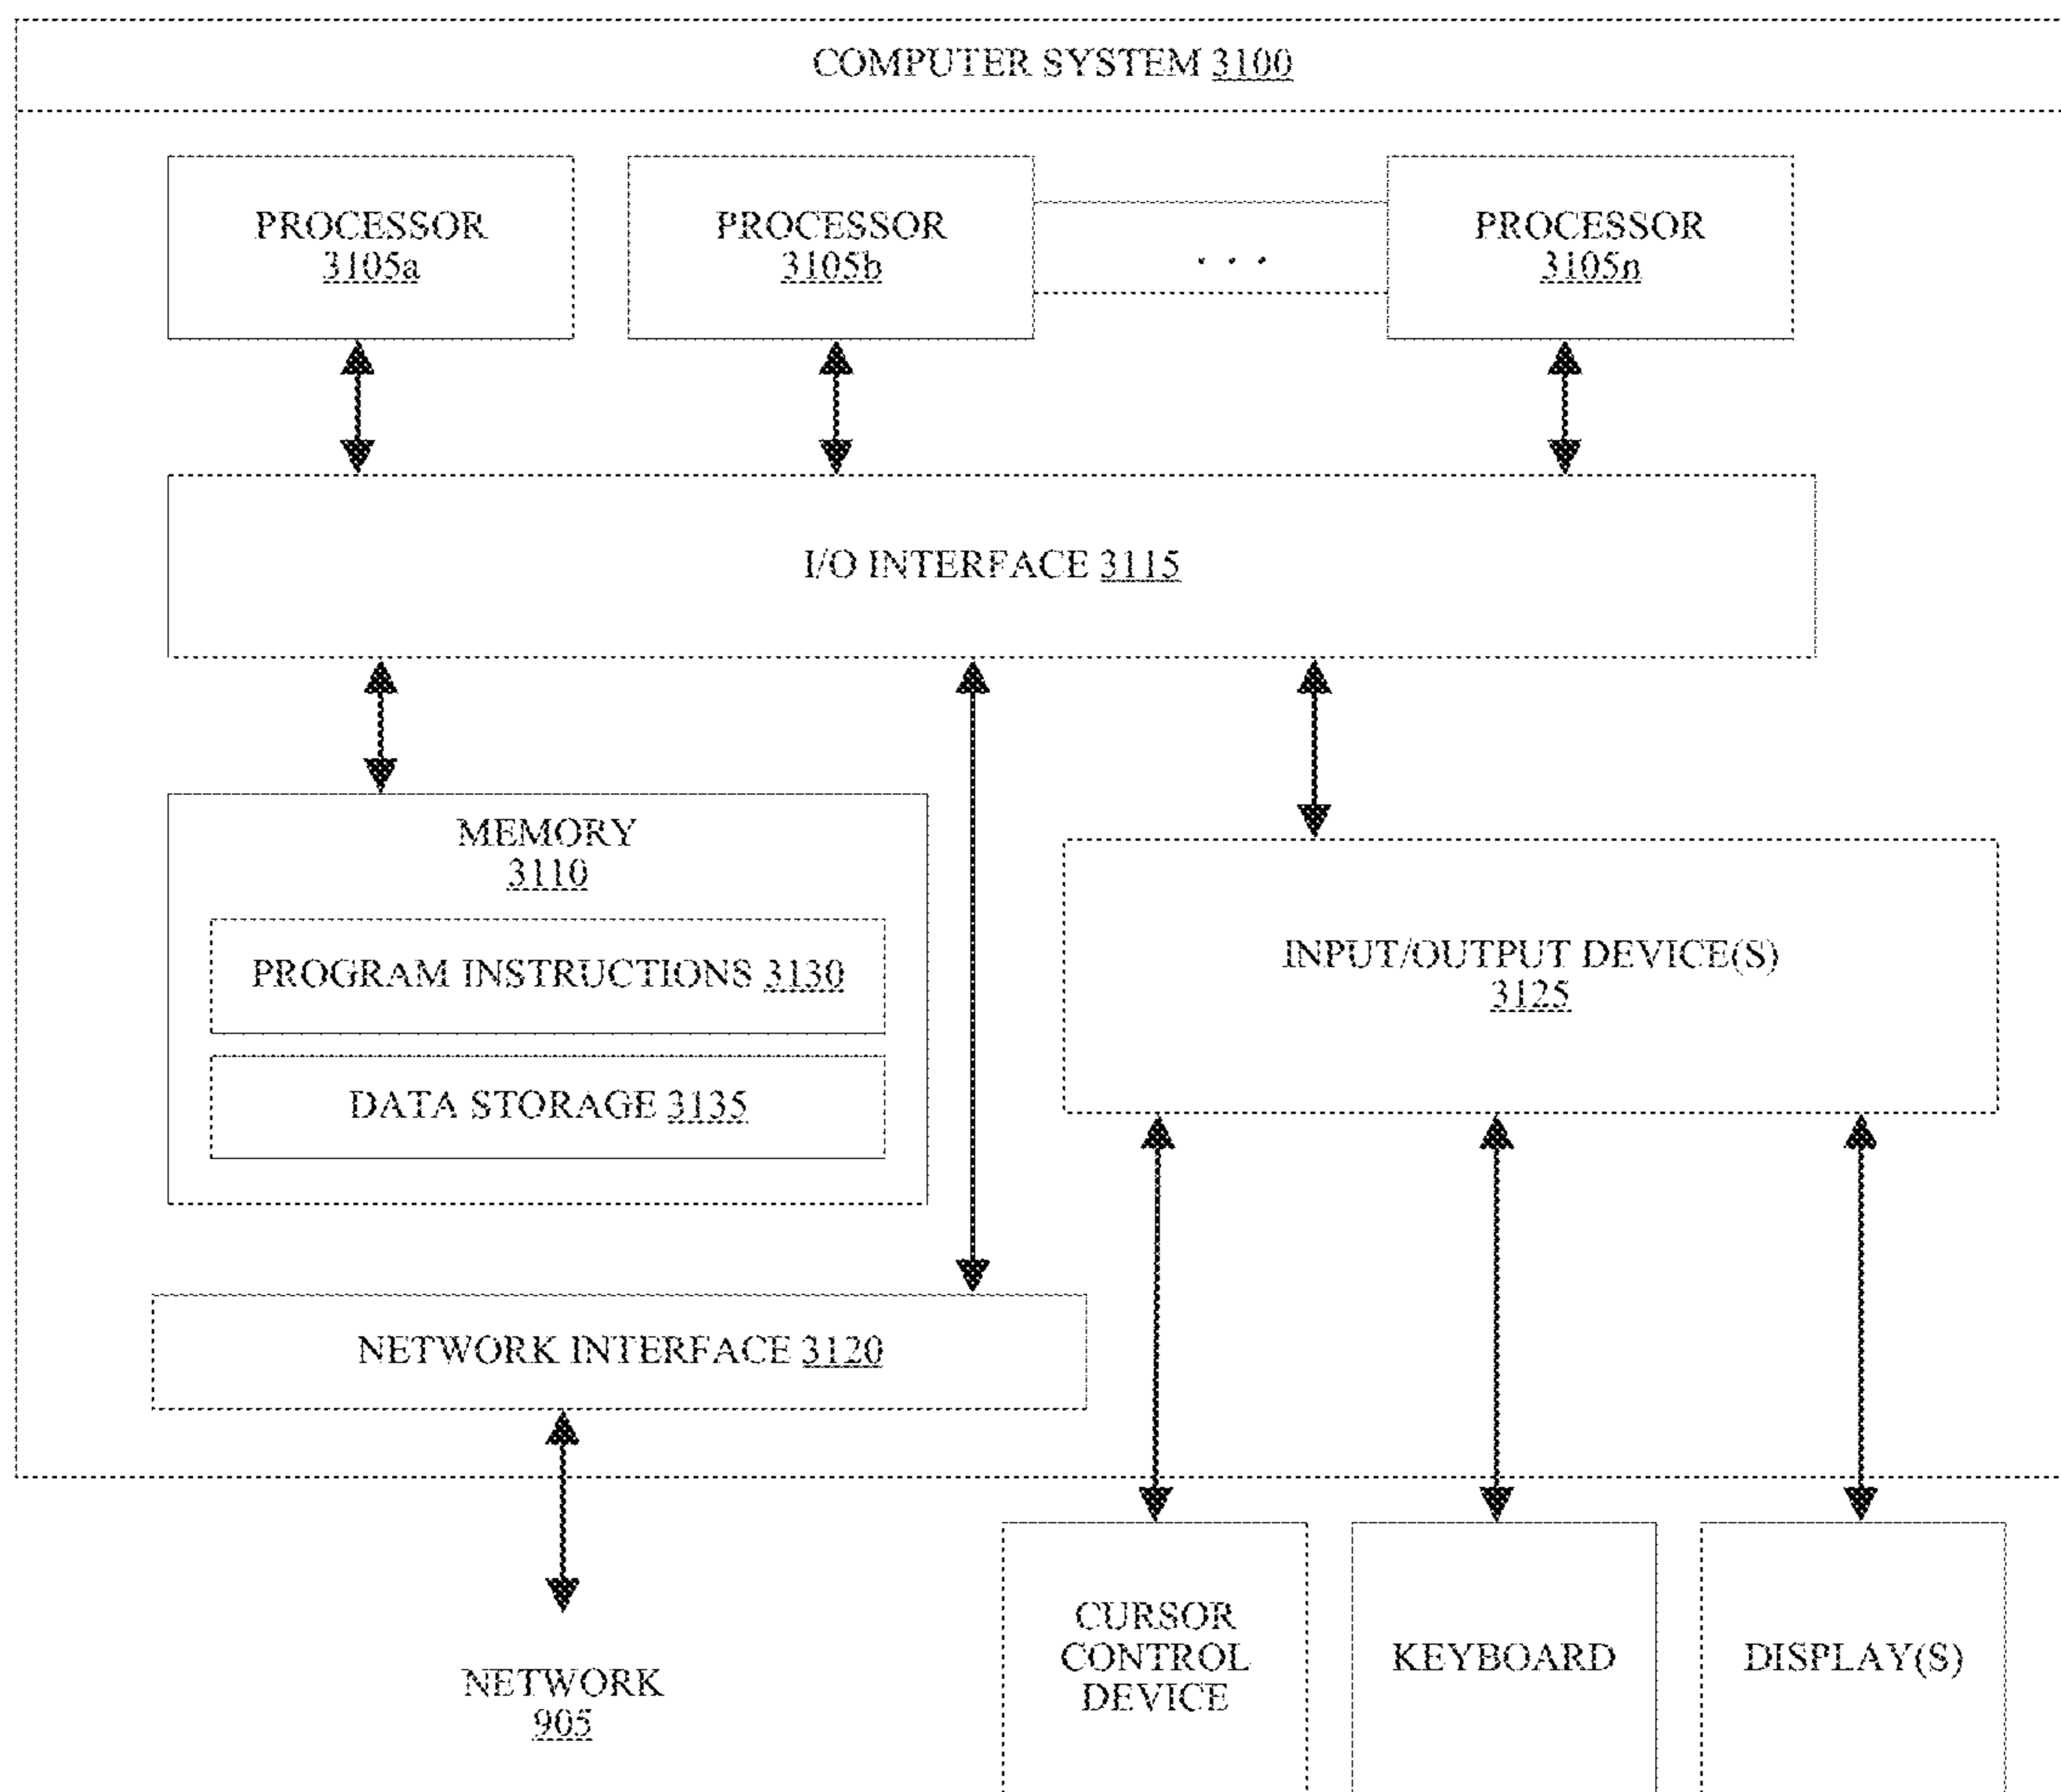 COMPUTER SYSTEM 3100
PROCESSOR
3105a
PROCESSOR
3105b
. . .
PROCESSOR
3105n
I/O INTERFACE 3115
MEMORY
3110
PROGRAM INSTRUCTIONS 3130
DATA STORAGE 3135
INPUT/OUTPUT DEVICE(S)
3125
NETWORK INTERFACE 3120
NETWORK
905
CURSOR
CONTROL
DEVICE
KEYBOARD
DISPLAY(S)